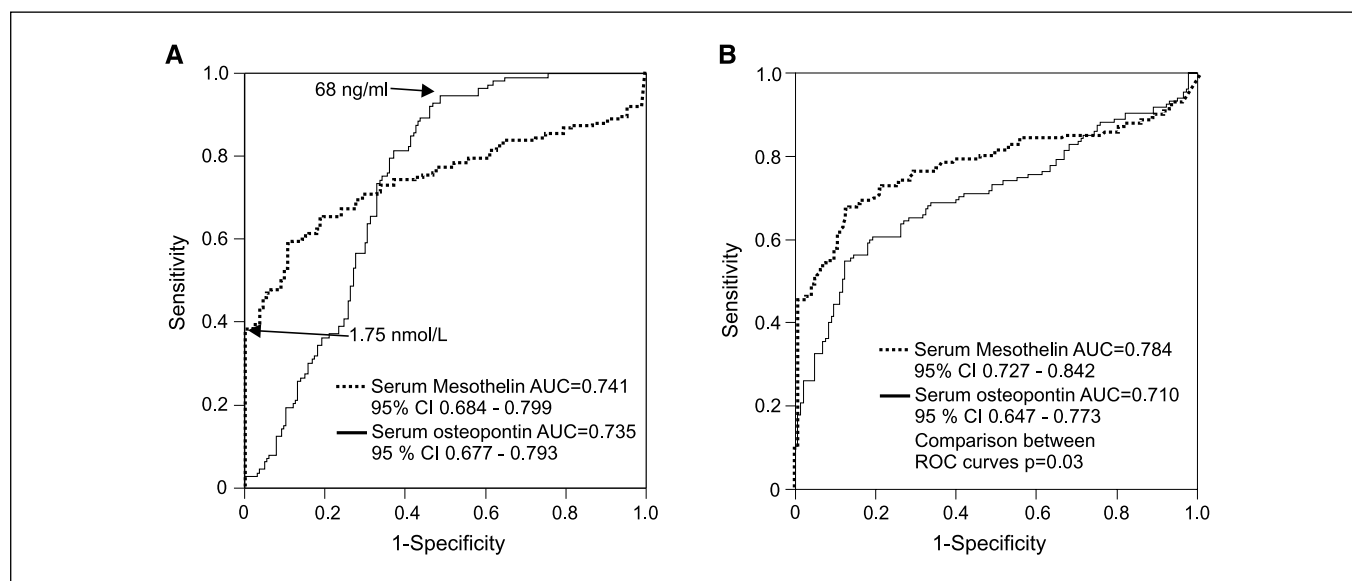 A
1.0
0.8
0.6
0.4
0.2
0
Sensitivity
68 ng/ml
1.75 nmol/L
Serum Mesothelin AUC=0.741
95% CI 0.684 - 0.799
Serum osteopontin AUC=0.735
95 % CI 0.677 - 0.793
0 0.2 0.4 0.6 0.8 1.0
1-Specificity
B
1.0
0.8
0.6
0.4
0.2
0
Sensitivity
Serum Mesothelin AUC=0.784
95% CI 0.727 - 0.842
Serum osteopontin AUC=0.710
95 % CI 0.647 - 0.773
Comparison between
ROC curves p=0.03
0 0.2 0.4 0.6 0.8 1.0
1-Specificity